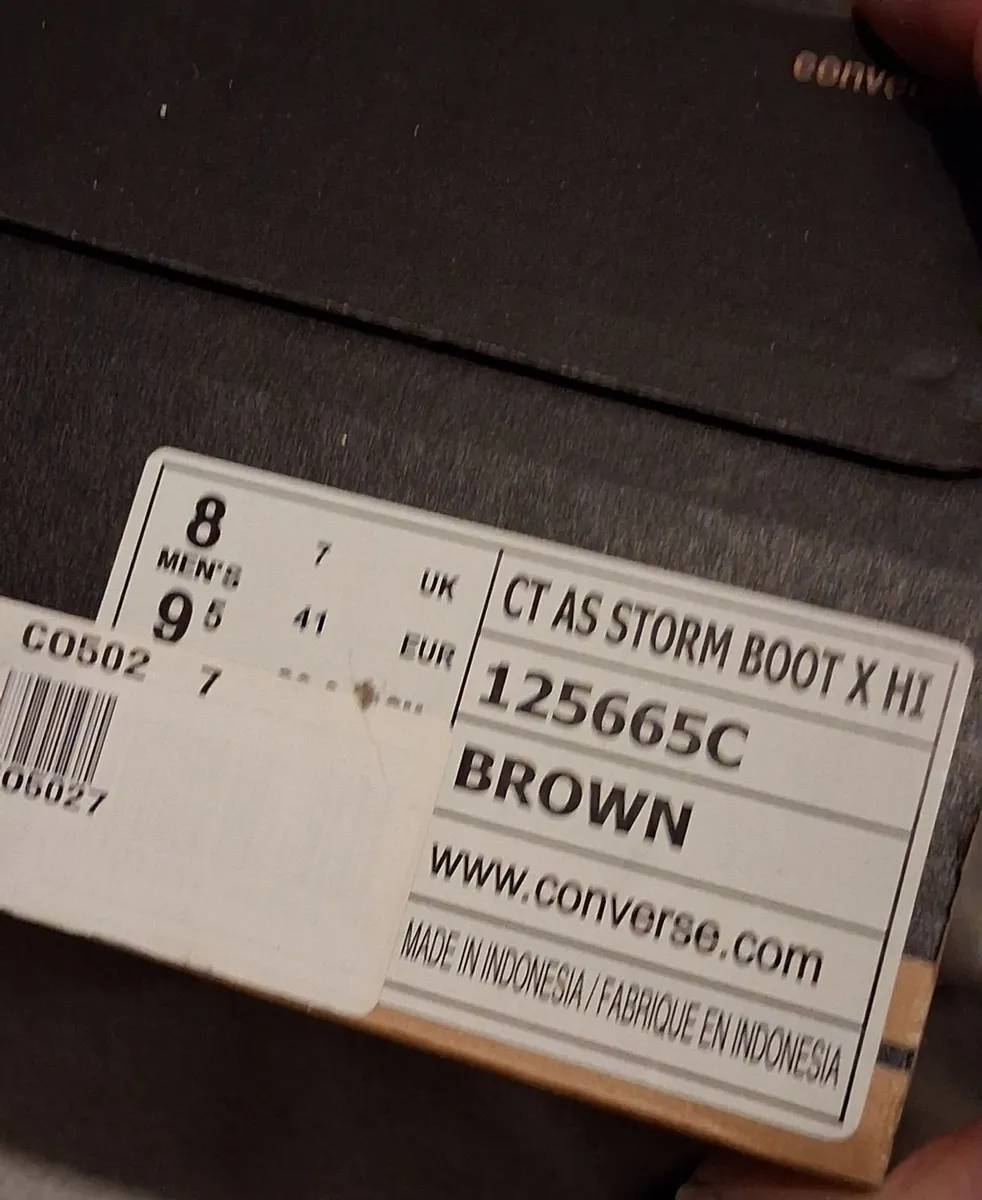 conve
8 7 UK
MEN'S
9 5 41 EUR
CT AS STORM BOOT X HI
125665C
BROWN
www.converse.com
MADE IN INDONESIA / FABRIQUE EN INDONESIA
CO502 7
05027